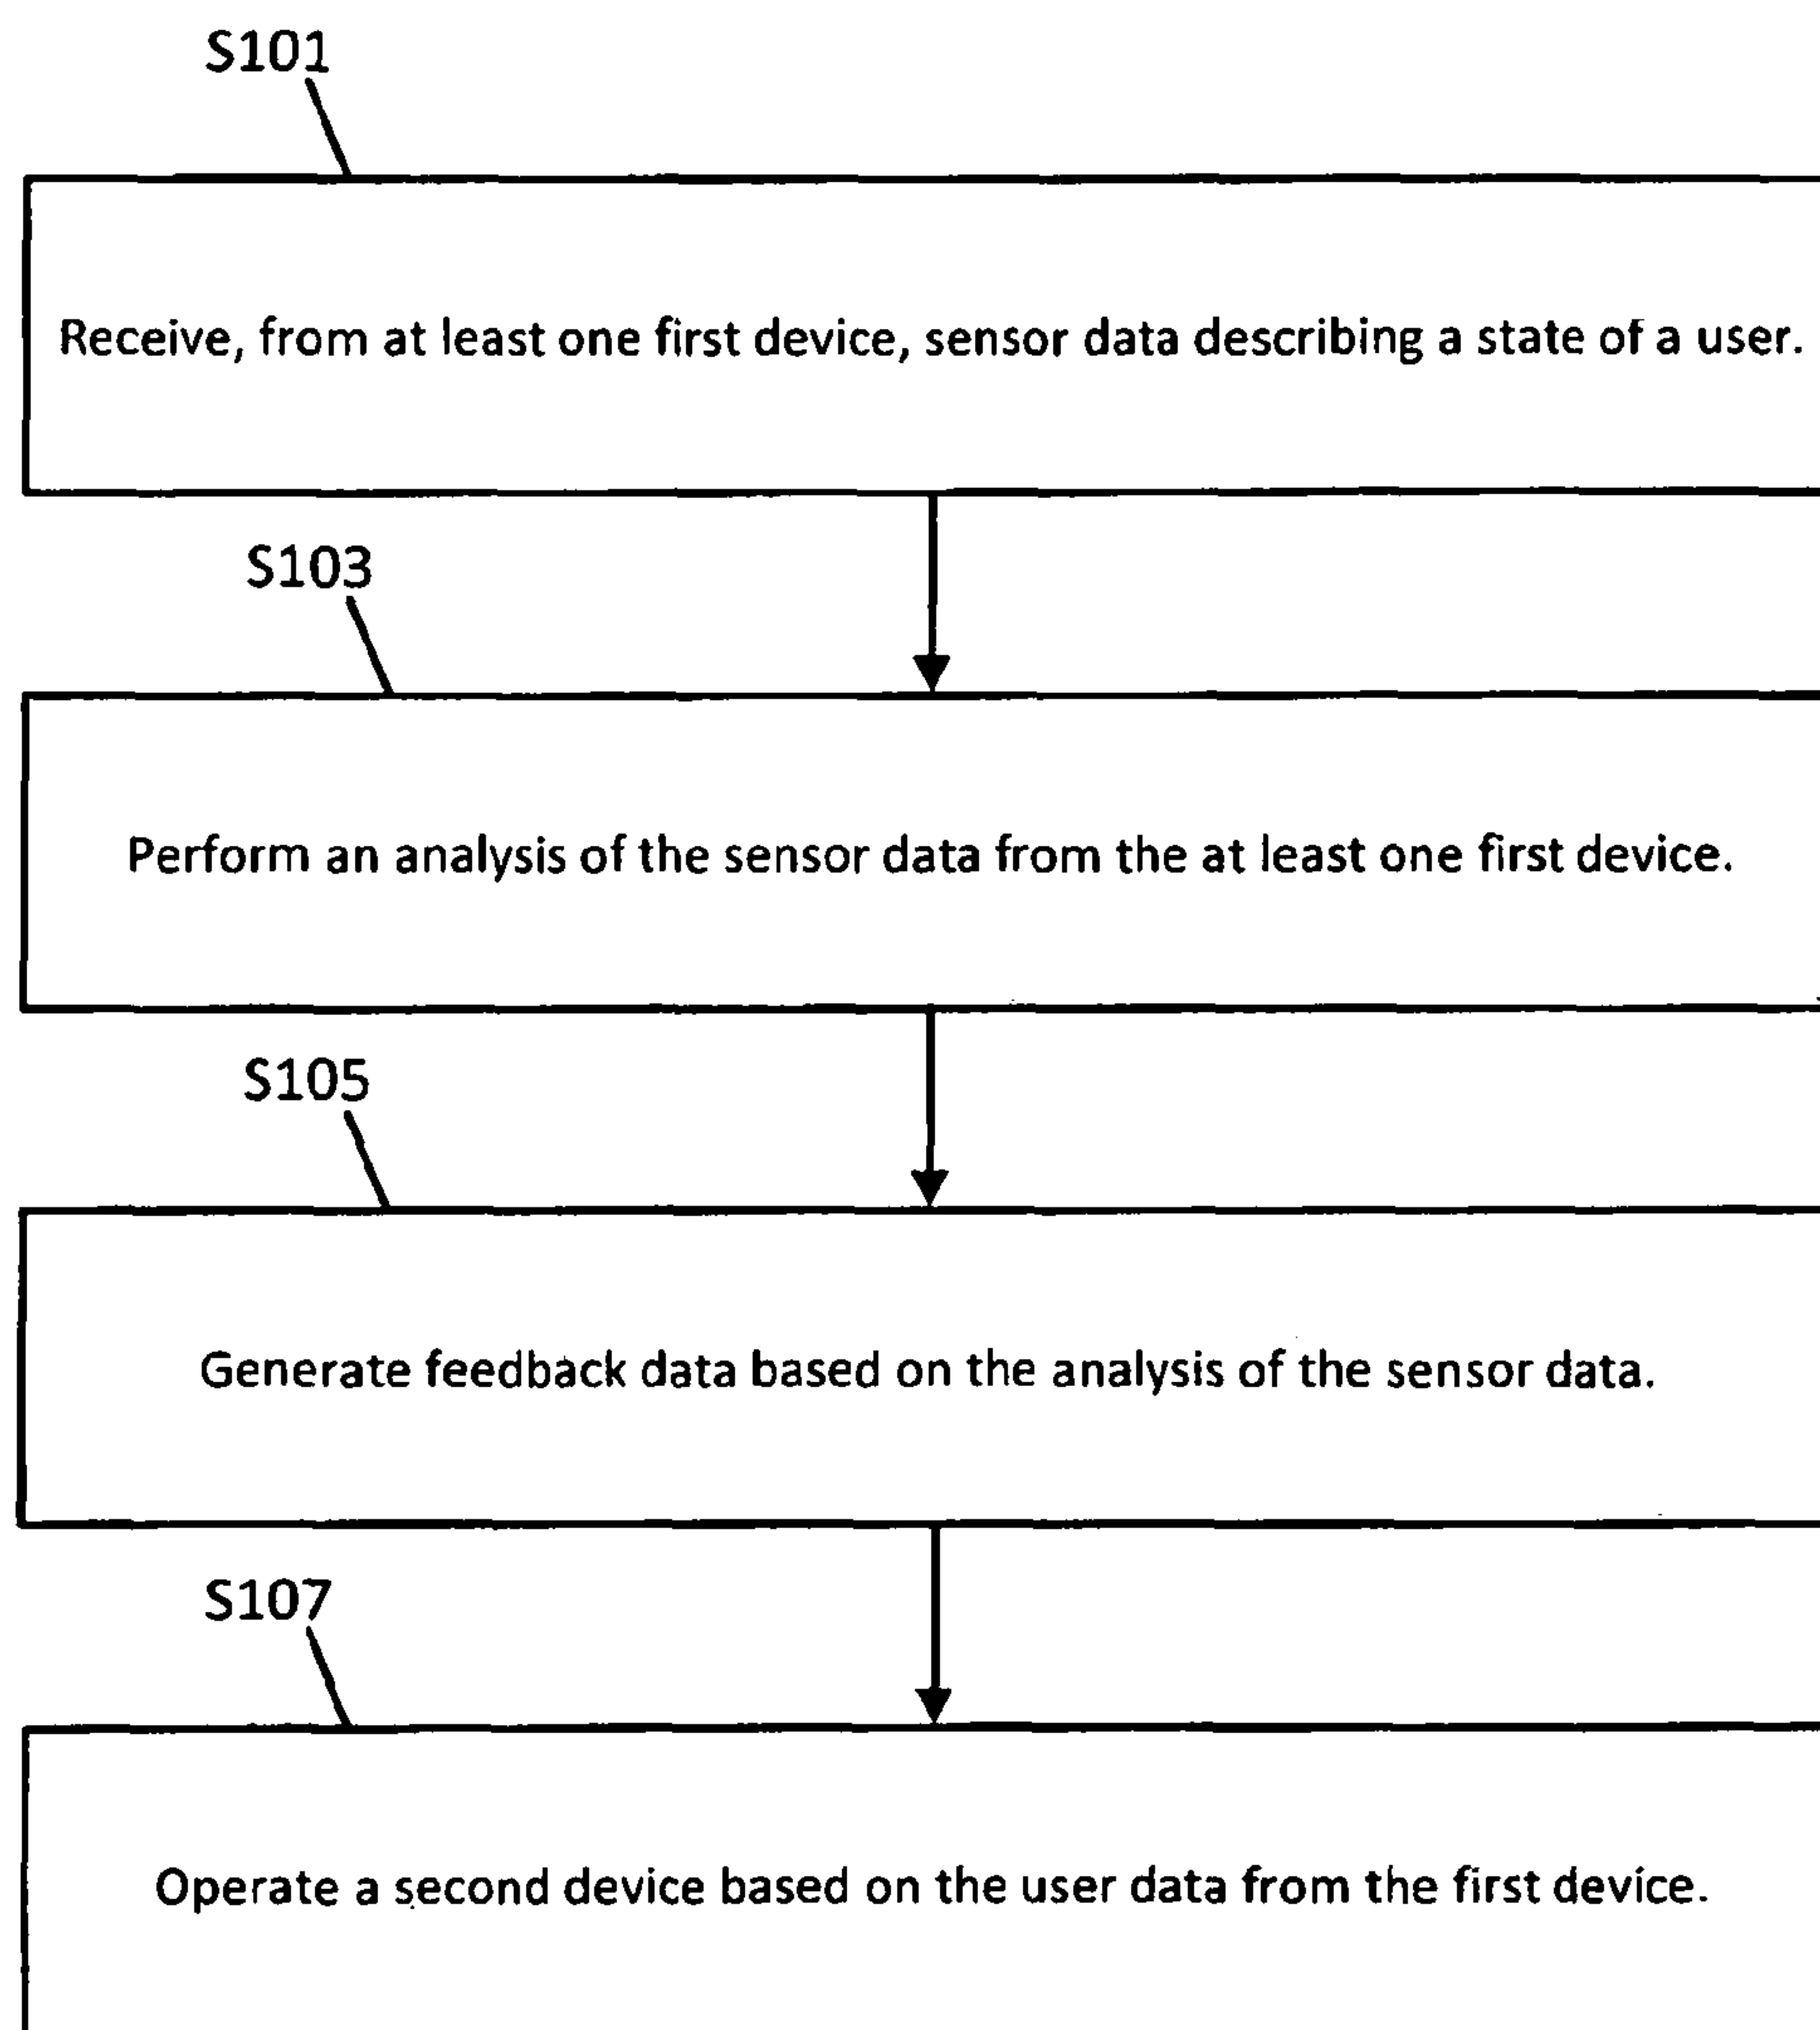 S101
Receive, from at least one first device, sensor data describing a state of a user.
S103
Perform an analysis of the sensor data from the at least one first device.
S105
Generate feedback data based on the analysis of the sensor data.
S107
Operate a second device based on the user data from the first device.